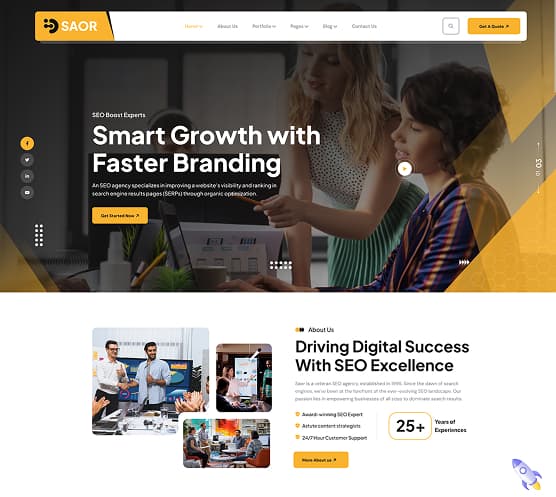 SAOR
Home
About Us
Portfolio
Pages
Blog
Contact Us
Get A Quote
SEO Boost Experts
Smart Growth with
Faster Branding
An SEO agency specializes in improving a website's visibility and ranking in
search engine results pages (SERPs) through organic optimization.
Get Started Now
01
03
About Us
Driving Digital Success
With SEO Excellence
Saor is a veteran SEO agency established in 1995. Since the dawn of search
engines, we've been at the forefront of the ever-evolving SEO landscape. Our
passion lies in empowering businesses of all sizes to dominate search results.
Award-winning SEO Expert
Astute content strategists
24/7 Hour Customer Support
25+
Years of
Experiences
More About us